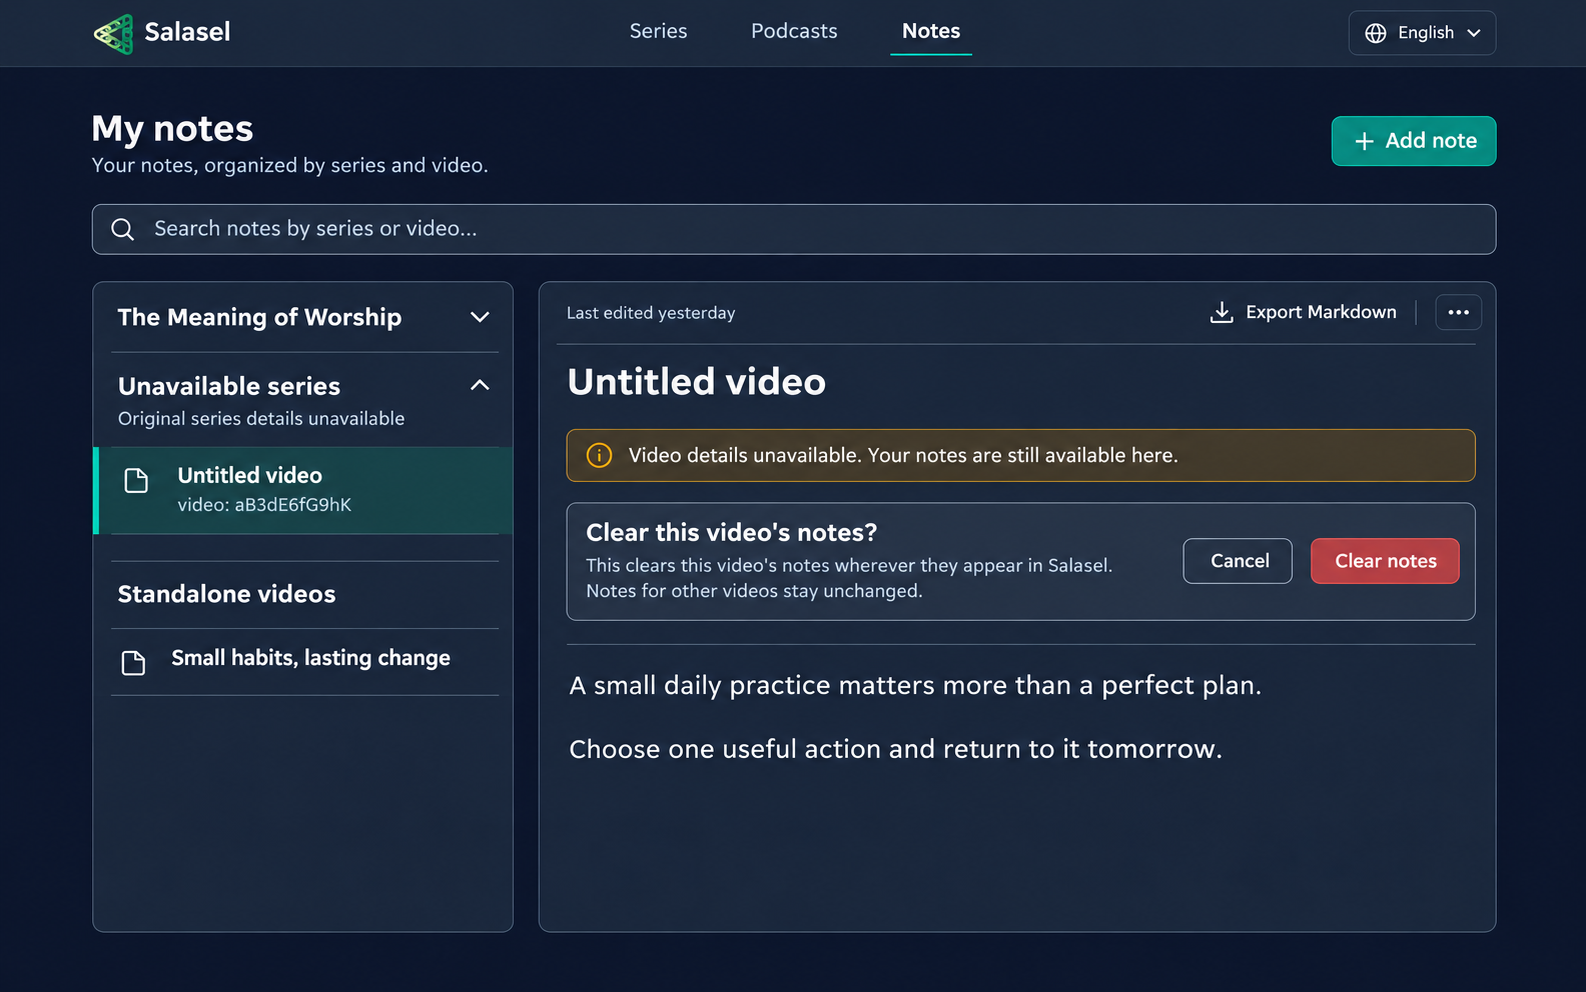 Salasel
Series
Podcasts
Notes
English
My notes
Your notes, organized by series and video.
+ Add note
Search notes by series or video...
The Meaning of Worship
Unavailable series
Original series details unavailable
Untitled video
video: aB3dE6fG9hK
Standalone videos
Small habits, lasting change
Last edited yesterday
Export Markdown
Untitled video
Video details unavailable. Your notes are still available here.
Clear this video's notes?
This clears this video's notes wherever they appear in Salasel.
Notes for other videos stay unchanged.
Cancel
Clear notes
A small daily practice matters more than a perfect plan.
Choose one useful action and return to it tomorrow.